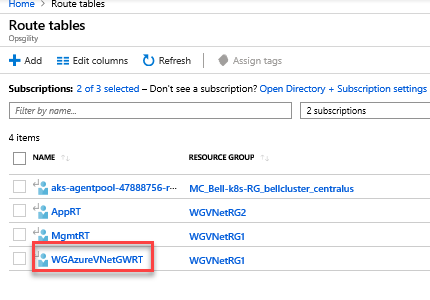 Home > Route tables
Route tables
Opsgility
Add Edit columns Refresh Assign tags
Subscriptions: 2 of 3 selected – Don't see a subscription? Open Directory + Subscription settings
Filter by name... 2 subscriptions
4 items
NAME ↑↓ RESOURCE GROUP ↑↓
aks-agentpool-47888756-r··· MC_Bell-k8s-RG_bellcluster_centralus
AppRT WGVNetRG2
MgmtRT WGVNetRG1
WGAzureVNetGWRT WGVNetRG1